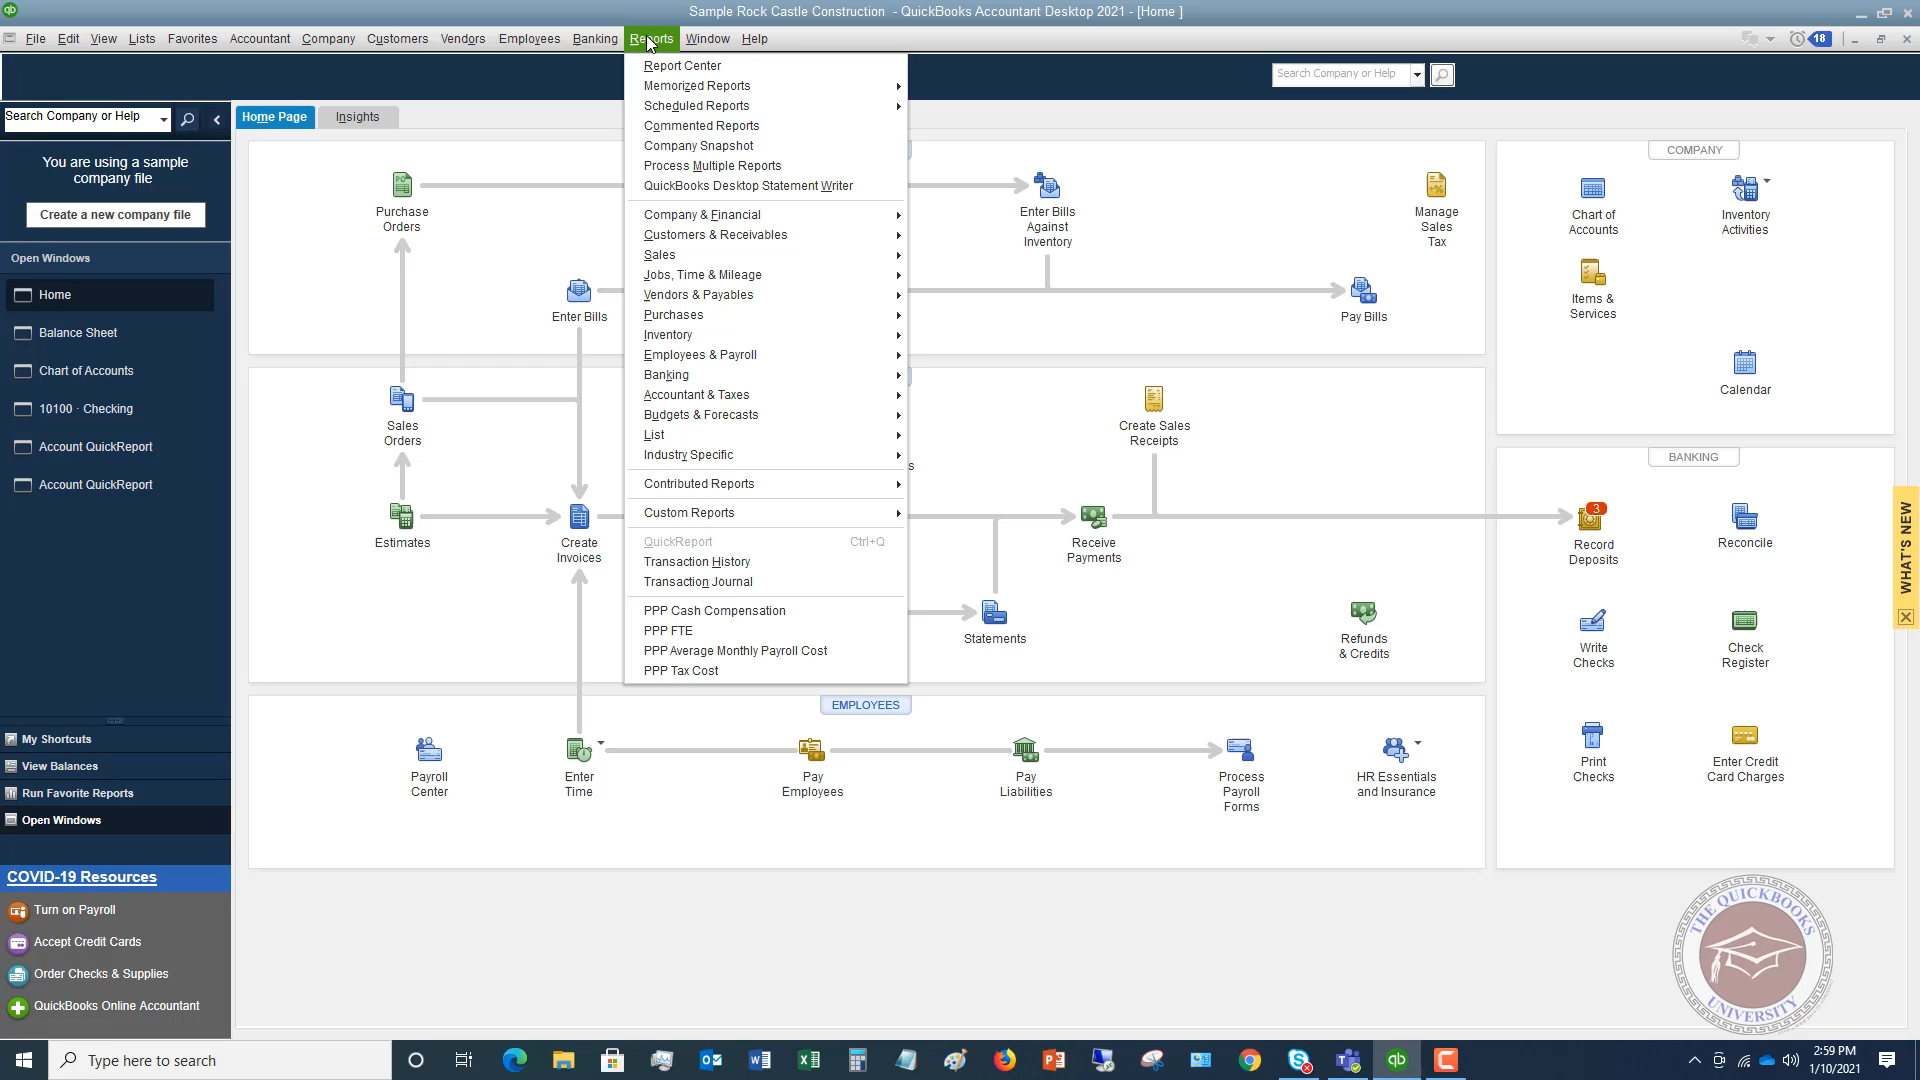 Sample Rock Castle Construction - QuickBooks Accountant Desktop 2021 - [Home ]
File Edit View Lists Favorites Accountant Company Customers Vendors Employees Banking Reports Window Help
18
Search Company or Help
Search Company or Help
You are using a sample
company file
Create a new company file
Open Windows
Home
Balance Sheet
Chart of Accounts
10100 · Checking
Account QuickReport
Account QuickReport
My Shortcuts
View Balances
Run Favorite Reports
Open Windows
COVID-19 Resources
Turn on Payroll
Accept Credit Cards
Order Checks & Supplies
QuickBooks Online Accountant
Home Page
Insights
Report Center
Memorized Reports
Scheduled Reports
Commented Reports
Company Snapshot
Process Multiple Reports
QuickBooks Desktop Statement Writer
Company & Financial
Customers & Receivables
Sales
Jobs, Time & Mileage
Vendors & Payables
Purchases
Inventory
Employees & Payroll
Banking
Accountant & Taxes
Budgets & Forecasts
List
Industry Specific
Contributed Reports
Custom Reports
QuickReport Ctrl+Q
Transaction History
Transaction Journal
PPP Cash Compensation
PPP FTE
PPP Average Monthly Payroll Cost
PPP Tax Cost
Purchase
Orders
Enter Bills
Against
Inventory
Manage
Sales
Tax
Enter Bills
Pay Bills
Sales
Orders
Create Sales
Receipts
s
Estimates
Create
Invoices
Receive
Payments
Statements
Refunds
& Credits
EMPLOYEES
Payroll
Center
Enter
Time
Pay
Employees
Pay
Liabilities
Process
Payroll
Forms
HR Essentials
and Insurance
COMPANY
Chart of
Accounts
Inventory
Activities
Items &
Services
Calendar
BANKING
3
Record
Deposits
Reconcile
Write
Checks
Check
Register
Print
Checks
Enter Credit
Card Charges
WHAT'S NEW
THE QUICKBOOKS
UNIVERSITY
Type here to search
2:59 PM
1/10/2021